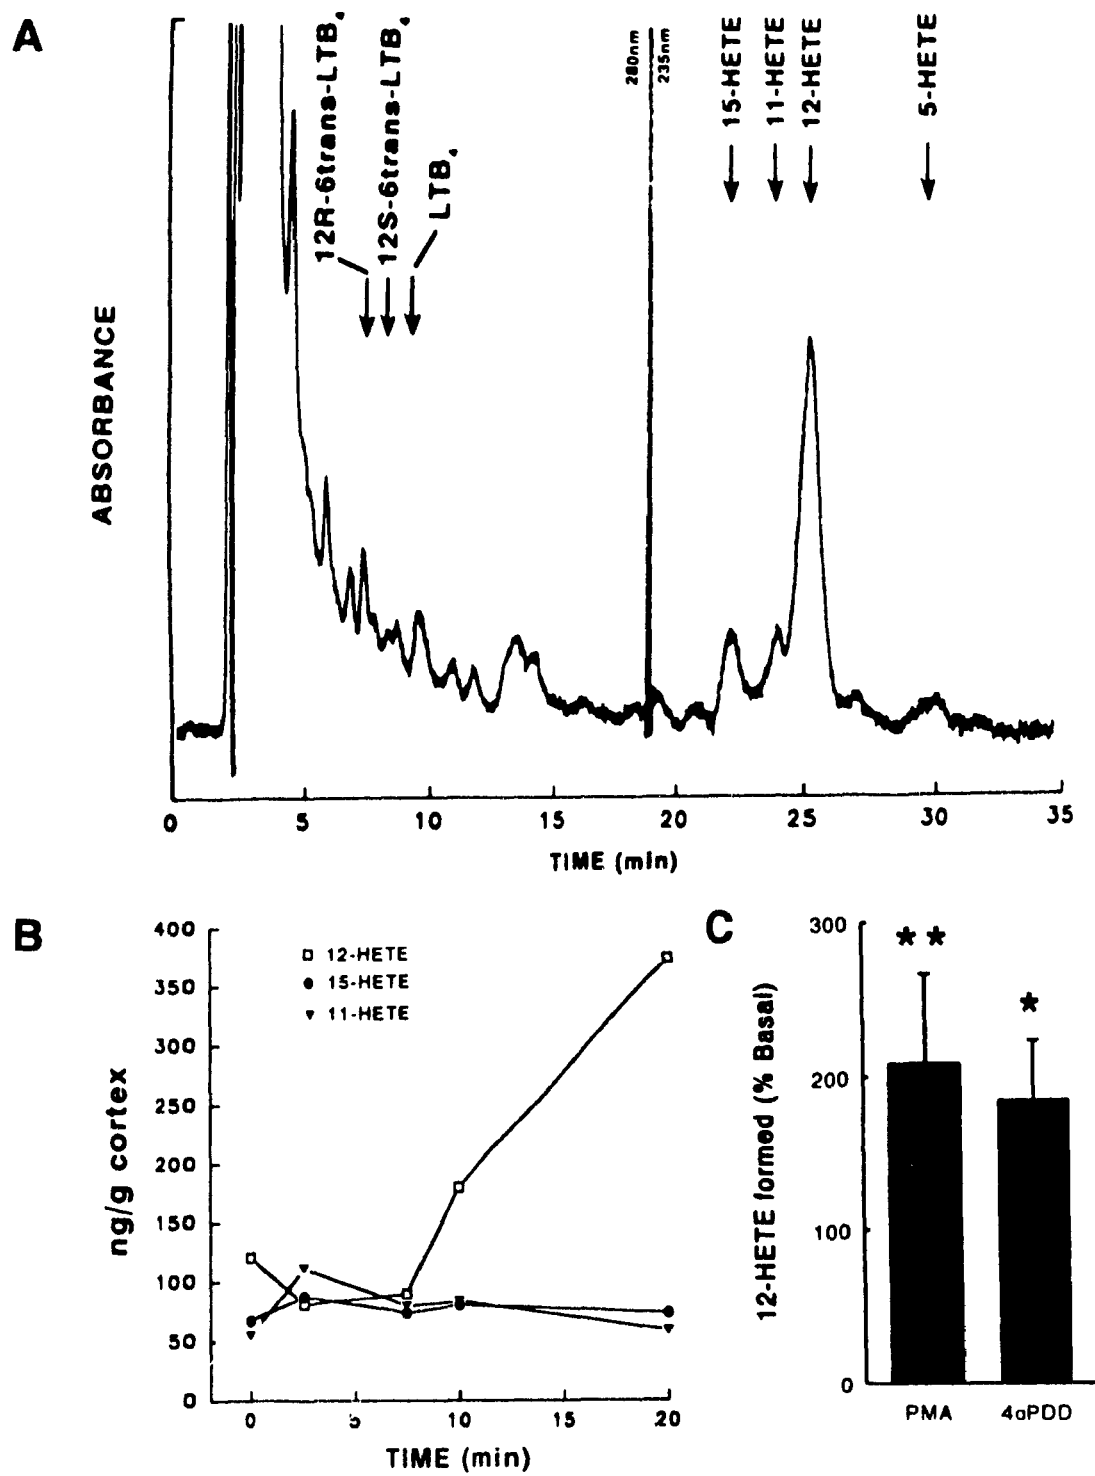 A
12R-6trans-LTB4
12S-6trans-LTB4
LTB4
280nm
235nm
15-HETE
11-HETE
12-HETE
5-HETE
ABSORBANCE
0 5 10 15 20 25 30 35
TIME (min)
B
400
350
300
250
200
150
100
50
0
12-HETE
15-HETE
11-HETE
ng/g cortex
0 5 10 15 20
TIME (min)
C
300
200
100
0
★★
★
12-HETE formed (% Basal)
PMA 4αPDD